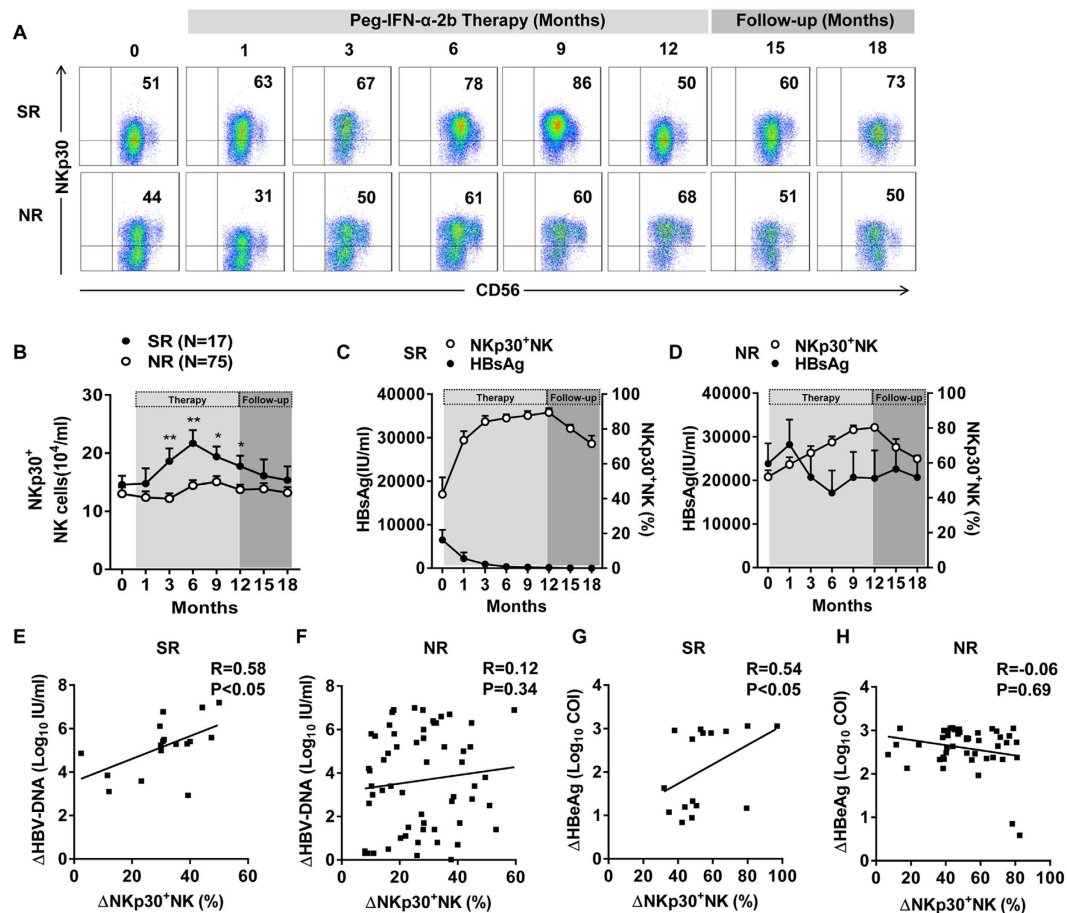 A
Peg-IFN-α-2b Therapy (Months)
Follow-up (Months)
0 1 3 6 9 12 15 18
SR
51 63 67 78 86 50 60 73
NKp30
NR
44 31 50 61 60 68 51 50
CD56
B
SR (N=17)
NR (N=75)
NKp30+
NK cells(10⁴/ml)
30
20
15
10
0
Therapy
Follow-up
** ** * *
0 1 3 6 9 12 15 18
Months
C
SR
NKp30+NK
HBsAg
HBsAg(IU/ml)
40000
30000
20000
10000
0
Therapy
Follow-up
100
80
60
40
20
0
NKp30+NK (%)
0 1 3 6 9 12 15 18
Months
D
NR
NKp30+NK
HBsAg
HBsAg(IU/ml)
40000
30000
20000
10000
0
Therapy
Follow-up
100
80
60
40
20
0
NKp30+NK (%)
0 1 3 6 9 12 15 18
Months
E
SR
R=0.58
P<0.05
ΔHBV-DNA (Log₁₀ IU/ml)
8
6
4
2
0
0 20 40 60
ΔNKp30+NK (%)
F
NR
R=0.12
P=0.34
ΔHBV-DNA (Log₁₀ IU/ml)
8
6
4
2
0
0 20 40 60
ΔNKp30+NK (%)
G
SR
R=0.54
P<0.05
ΔHBeAg (Log₁₀ COI)
4
3
2
1
0
0 20 40 60 80 100
ΔNKp30+NK (%)
H
NR
R=-0.06
P=0.69
ΔHBeAg (Log₁₀ COI)
4
3
2
1
0
0 20 40 60 80 100
ΔNKp30+NK (%)